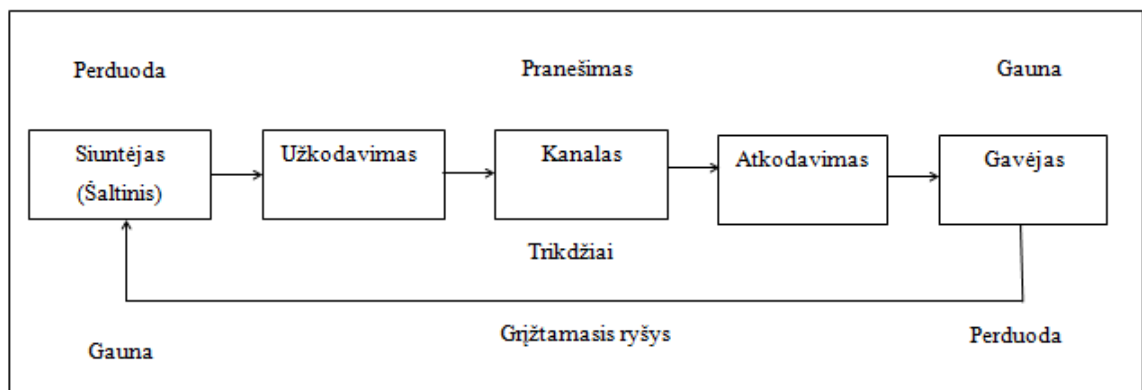 Perduoda
Pranešimas
Gauna
Siuntėjas
(Šaltinis)
Užkodavimas
Kanalas
Atkodavimas
Gavėjas
Trikdžiai
Grįžtamasis ryšys
Gauna
Perduoda